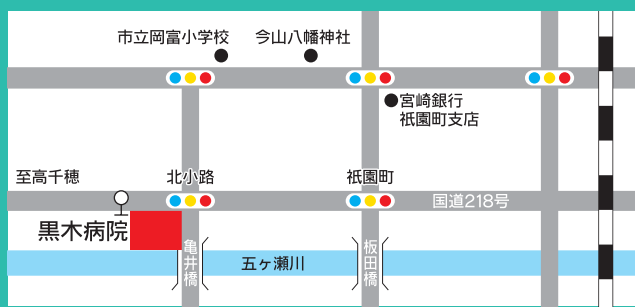 市立岡富小学校
今山八幡神社
宮崎銀行
祇園町支店
至高千穂
北小路
祇園町
国道218号
黒木病院
亀井橋
五ヶ瀬川
板田橋